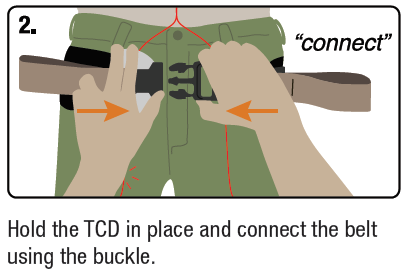 2.
“connect”
Hold the TCD in place and connect the belt
using the buckle.